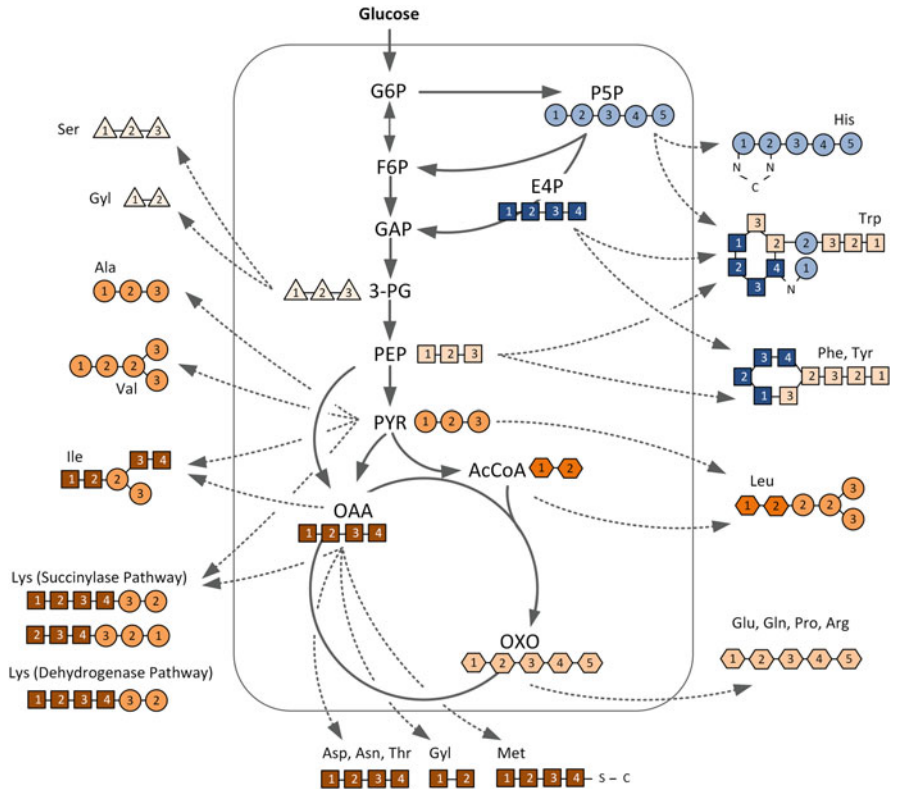 Glucose
G6P
P5P
1 2 3 4 5
His
1 2 3 4 5
N N
C
Ser
1 2 3
F6P
E4P
1 2 3 4
Gyl
1 2
GAP
Trp
3
1 2 2 3 2 1
2 4 1
3 N
Ala
1 2 3
1 2 3
3-PG
PEP
1 2 3
Phe, Tyr
3 4
2 2 3 2 1
1 3
3
1 2 2
3
Val
PYR
1 2 3
Ile
3 4
1 2 2
3
AcCoA
1 2
Leu
3
1 2 2 2
3
OAA
1 2 3 4
Lys (Succinylase Pathway)
1 2 3 4 3 2
2 3 4 3 2 1
Lys (Dehydrogenase Pathway)
1 2 3 4 3 2
OXO
1 2 3 4 5
Glu, Gln, Pro, Arg
1 2 3 4 5
Asp, Asn, Thr
1 2 3 4
Gyl
1 2
Met
1 2 3 4 S – C